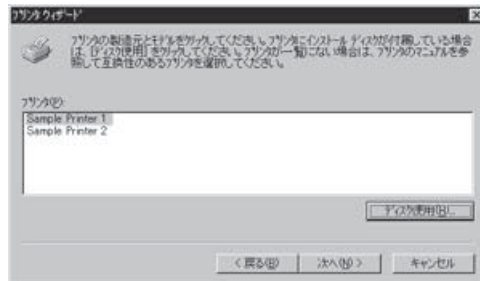 プリンタ ウィザード
プリンタの製造元とモデルをクリックしてください。プリンタにインストール ディスクが付属している場合
は、[ディスク使用] をクリックしてください。プリンタが一覧にない場合は、プリンタのマニュアルを参
照して互換性のあるプリンタを選択してください。
プリンタ(P):
Sample Printer 1
Sample Printer 2
ディスク使用(H)...
< 戻る(B)
次へ(N) >
キャンセル